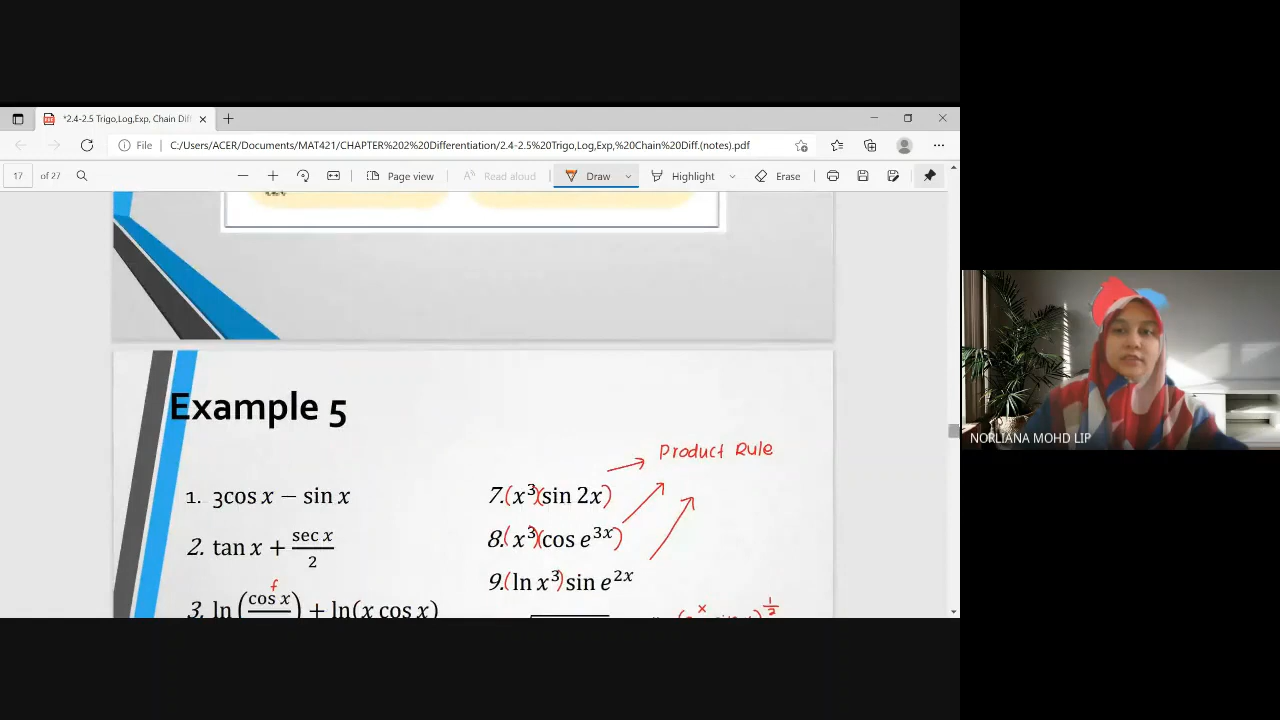 *2.4-2.5 Trigo,Log,Exp, Chain Diff
File C:/Users/ACER/Documents/MAT421/CHAPTER%202%20Differentiation/2.4-2.5%20Trigo,Log,Exp,%20Chain%20Diff.(notes).pdf
17 of 27 Page view Read aloud Draw Highlight Erase
Example 5
Product Rule
1. 3cos x − sin x
2. tan x + sec x / 2
f
3. ln (cos x) + ln(x cos x)
7. (x³)(sin 2x)
8. (x³)(cos e³ˣ)
9. (ln x³) sin e²ˣ
NORLIANA MOHD LIP